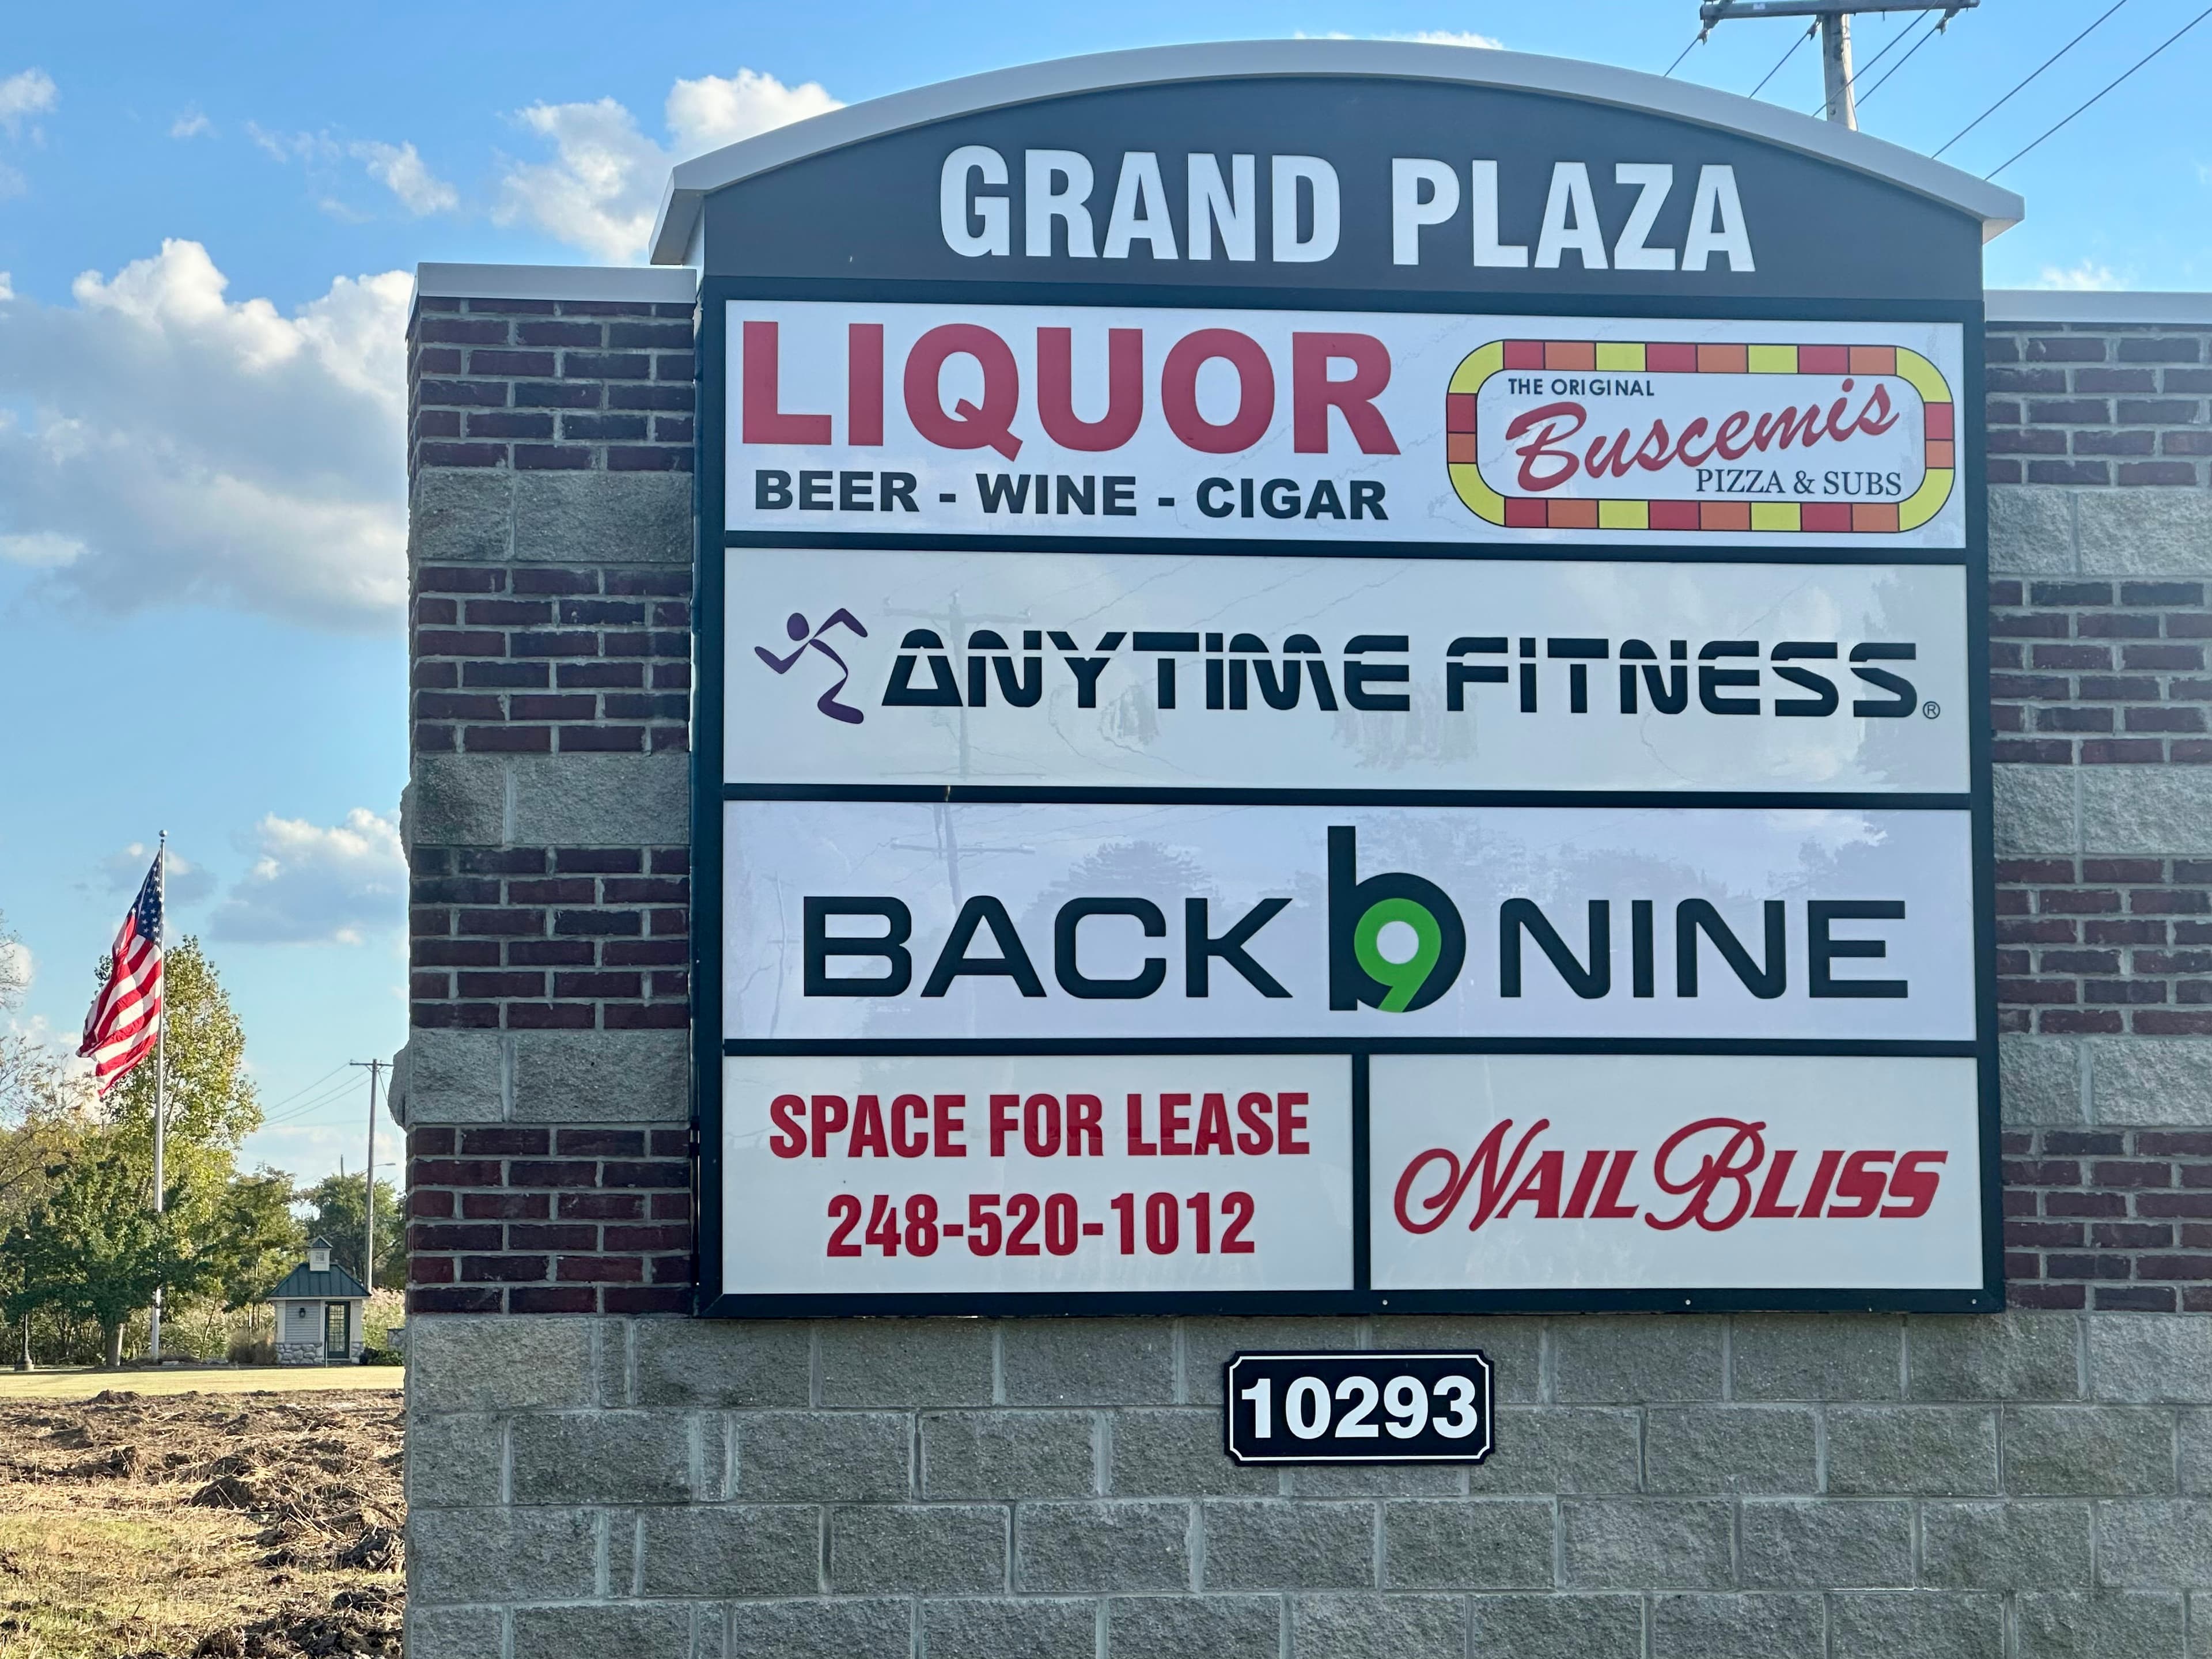 GRAND PLAZA
LIQUOR
BEER - WINE - CIGAR
THE ORIGINAL
Buscemis
PIZZA & SUBS
ANYTIME FITNESS®
BACK b9 NINE
SPACE FOR LEASE
248-520-1012
NAIL BLISS
10293